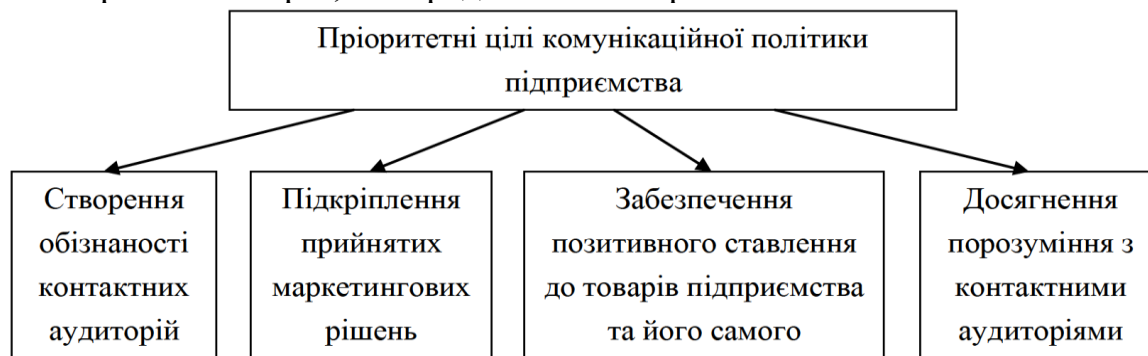 Пріоритетні цілі комунікаційної політики
підприємства
Створення
обізнаності
контактних
аудиторій
Підкріплення
прийнятих
маркетингових
рішень
Забезпечення
позитивного ставлення
до товарів підприємства
та його самого
Досягнення
порозуміння з
контактними
аудиторіями